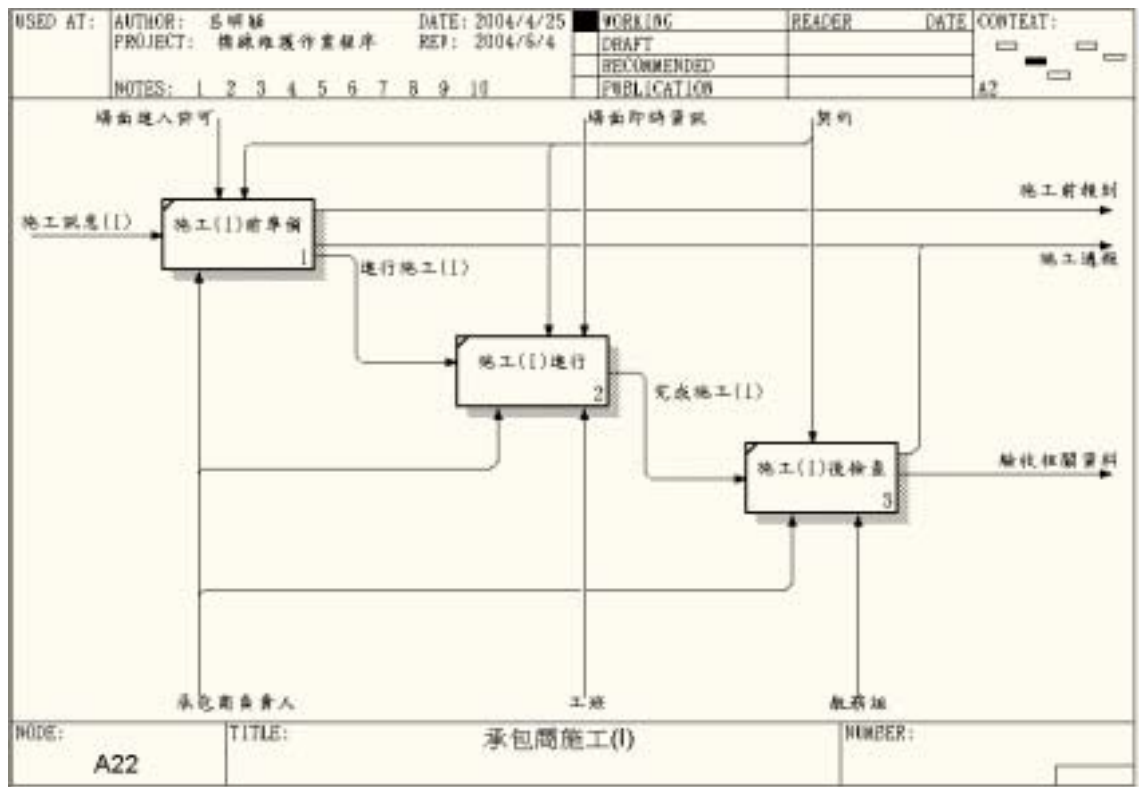 USED AT:
AUTHOR: 呂明穎
DATE: 2004/4/25
PROJECT: 標線維護作業程序
REV: 2004/6/4
NOTES: 1 2 3 4 5 6 7 8 9 10
WORKING
DRAFT
RECOMMENDED
PUBLICATION
READER
DATE
CONTEXT:
A2
場面進入許可
場面即時資訊
契約
施工前報到
施工訊息(I)
施工(I)前準備
1
施工通報
進行施工(I)
施工(I)進行
2
完成施工(I)
驗收相關資料
施工(I)後檢查
3
承包商負責人
工班
航務組
NODE:
A22
TITLE:
承包商施工(I)
NUMBER: